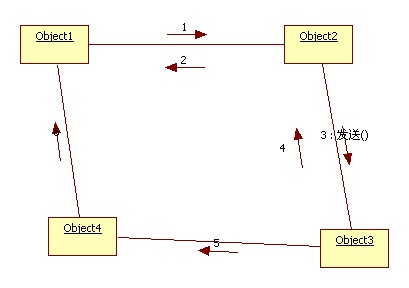 Object1
1
Object2
2
3 : 发送()
4
Object4
5
Object3